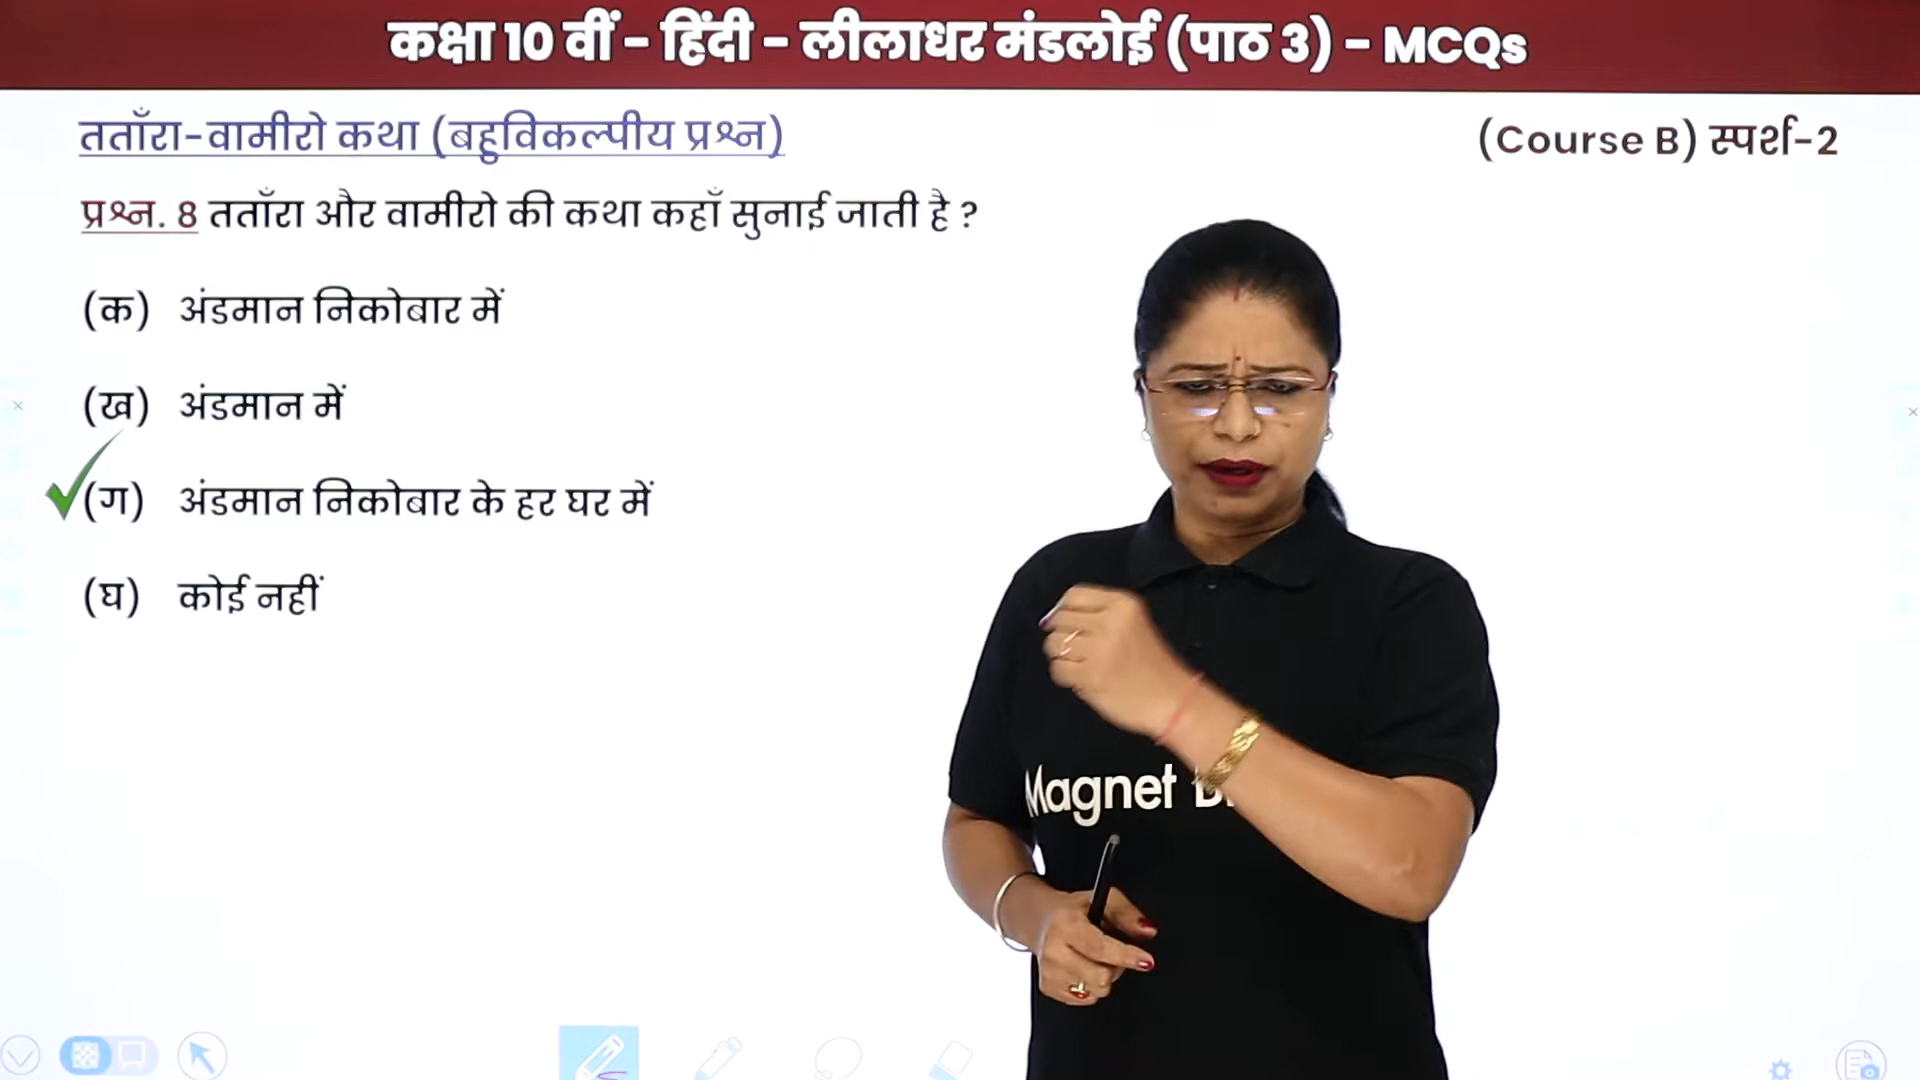 कक्षा 10 वीं - हिंदी - लीलाधर मंडलोई (पाठ 3) - MCQs
तताँरा-वामीरो कथा (बहुविकल्पीय प्रश्न)
(Course B) स्पर्श-2
प्रश्न. 8 तताँरा और वामीरो की कथा कहाँ सुनाई जाती है ?
(क) अंडमान निकोबार में
(ख) अंडमान में
(ग) अंडमान निकोबार के हर घर में
(घ) कोई नहीं
Magnet